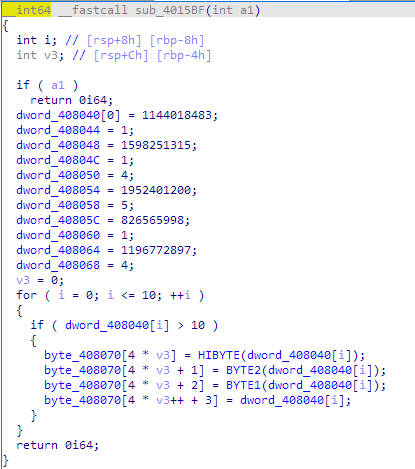 __int64 __fastcall sub_4015BF(int a1)
{
int i; // [rsp+8h] [rbp-8h]
int v3; // [rsp+Ch] [rbp-4h]
if ( a1 )
return 0i64;
dword_408040[0] = 1144018483;
dword_408044 = 1;
dword_408048 = 1598251315;
dword_40804C = 1;
dword_408050 = 4;
dword_408054 = 1952401200;
dword_408058 = 5;
dword_40805C = 826565998;
dword_408060 = 1;
dword_408064 = 1196772897;
dword_408068 = 4;
v3 = 0;
for ( i = 0; i <= 10; ++i )
{
if ( dword_408040[i] > 10 )
{
byte_408070[4 * v3] = HIBYTE(dword_408040[i]);
byte_408070[4 * v3 + 1] = BYTE2(dword_408040[i]);
byte_408070[4 * v3 + 2] = BYTE1(dword_408040[i]);
byte_408070[4 * v3++ + 3] = dword_408040[i];
}
}
return 0i64;
}